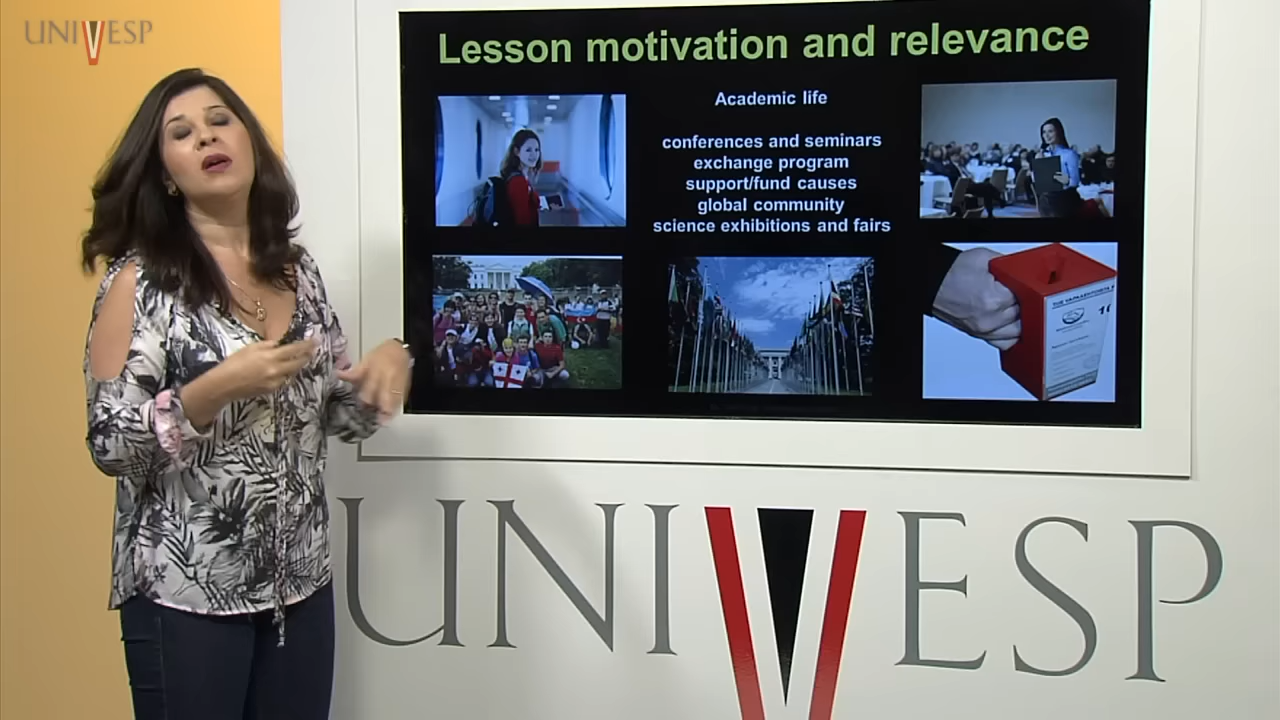 UNIVESP
Lesson motivation and relevance
Academic life
conferences and seminars
exchange program
support/fund causes
global community
science exhibitions and fairs
UNIVESP